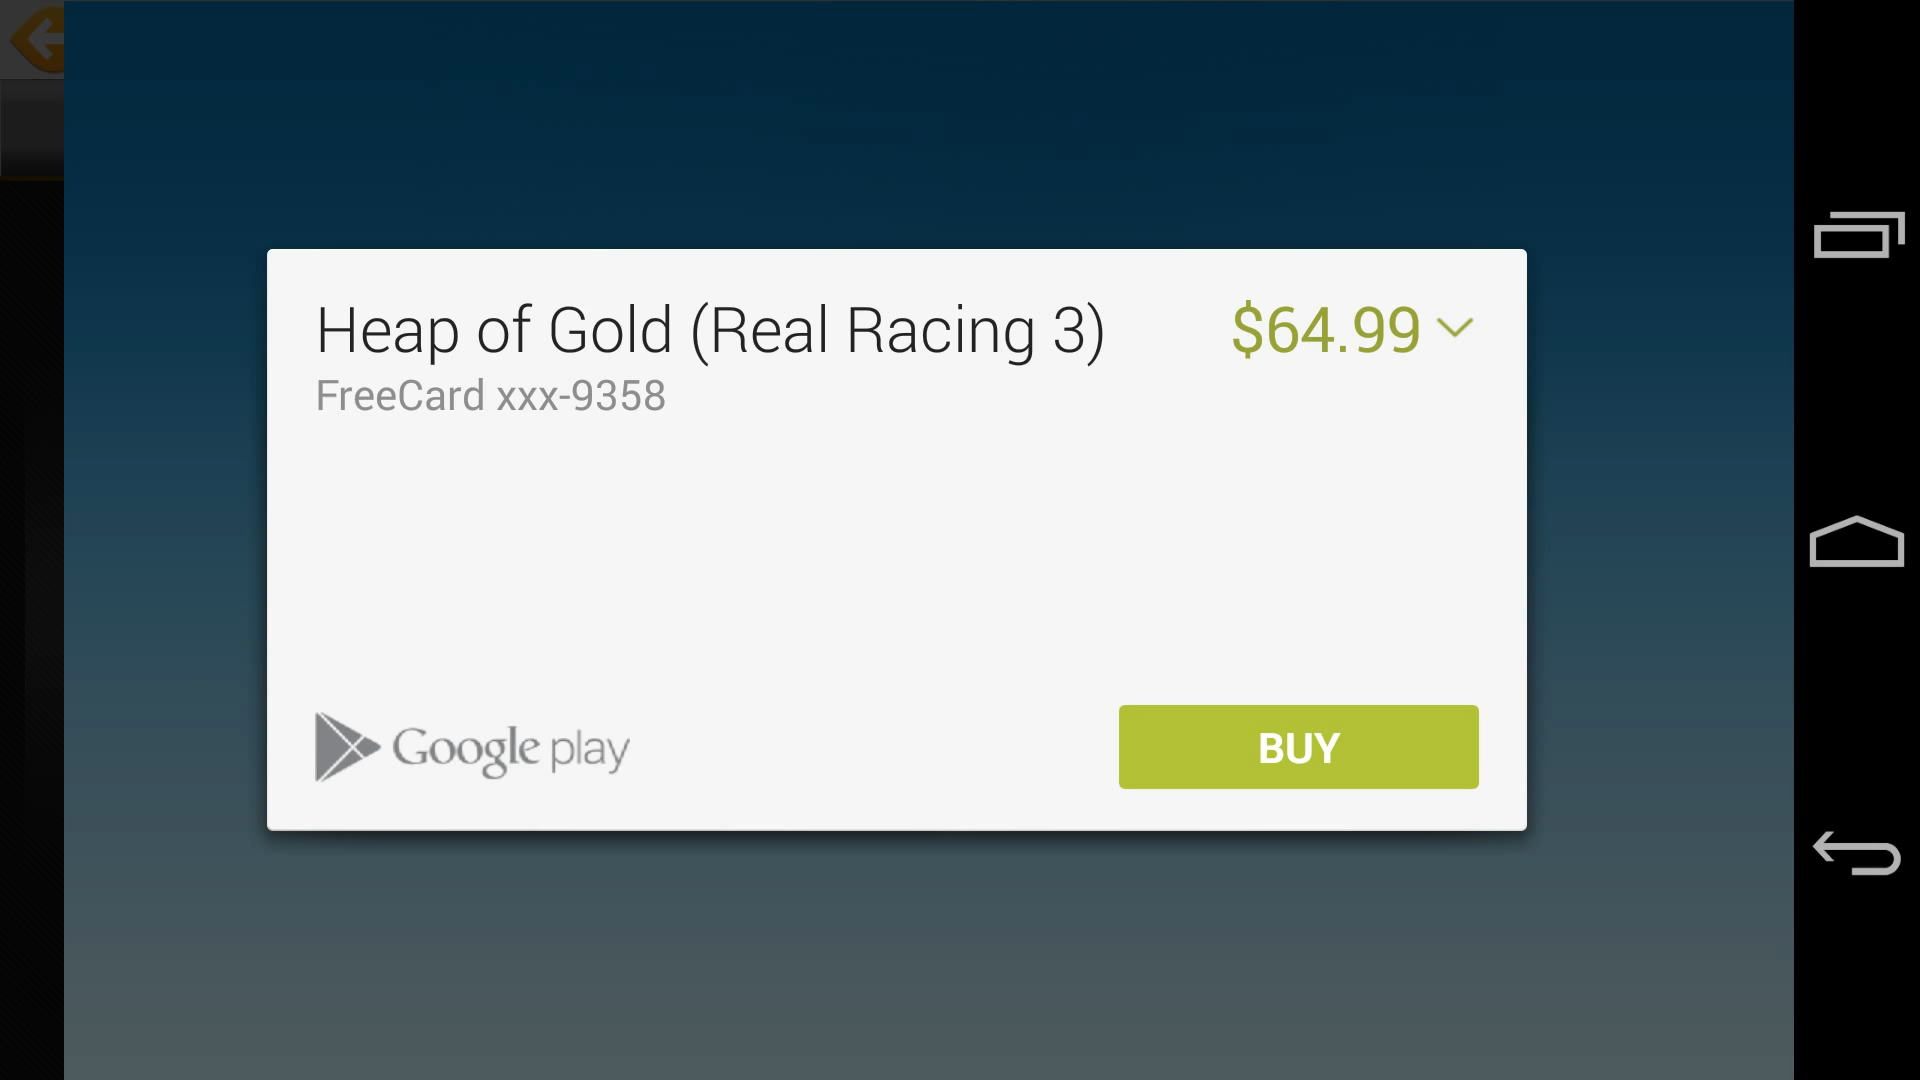 Heap of Gold (Real Racing 3)
$64.99
FreeCard xxx-9358
Google play
BUY